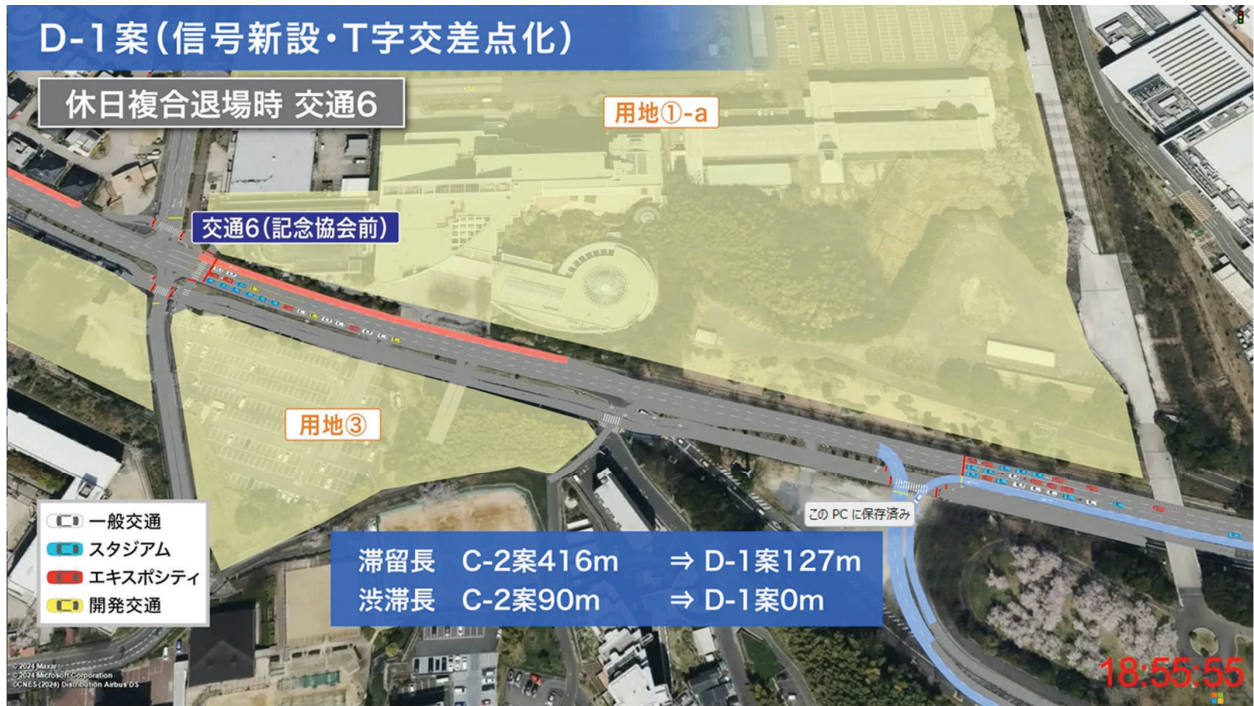 D-1案(信号新設・T字交差点化)
休日複合退場時 交通6
用地①-a
交通6(記念協会前)
用地③
このPCに保存済み
一般交通
スタジアム
エキスポシティ
開発交通
滞留長 C-2案416m ⇒ D-1案127m
渋滞長 C-2案90m ⇒ D-1案0m
©2024 Maxar
©2024 Microsoft Corporation
©CNES (2024) Distribution Airbus DS
18:55:55